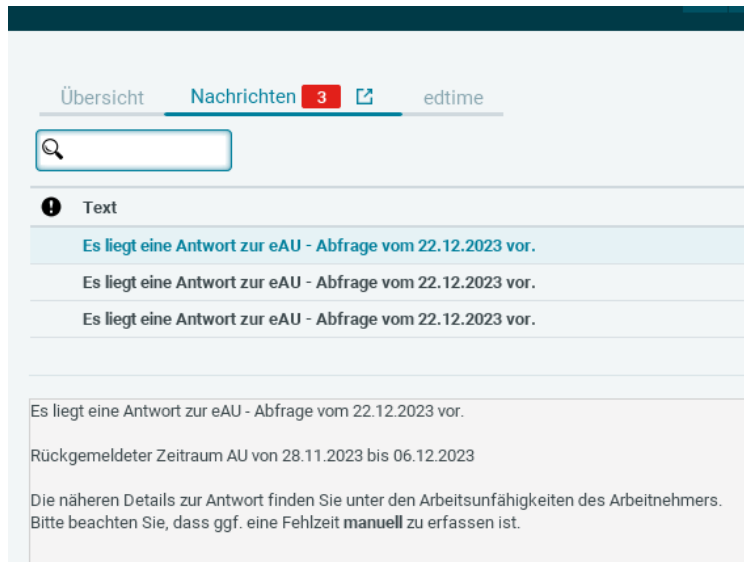 Übersicht Nachrichten 3 edtime
Text
Es liegt eine Antwort zur eAU - Abfrage vom 22.12.2023 vor.
Es liegt eine Antwort zur eAU - Abfrage vom 22.12.2023 vor.
Es liegt eine Antwort zur eAU - Abfrage vom 22.12.2023 vor.
Es liegt eine Antwort zur eAU - Abfrage vom 22.12.2023 vor.
Rückgemeldeter Zeitraum AU von 28.11.2023 bis 06.12.2023
Die näheren Details zur Antwort finden Sie unter den Arbeitsunfähigkeiten des Arbeitnehmers.
Bitte beachten Sie, dass ggf. eine Fehlzeit manuell zu erfassen ist.